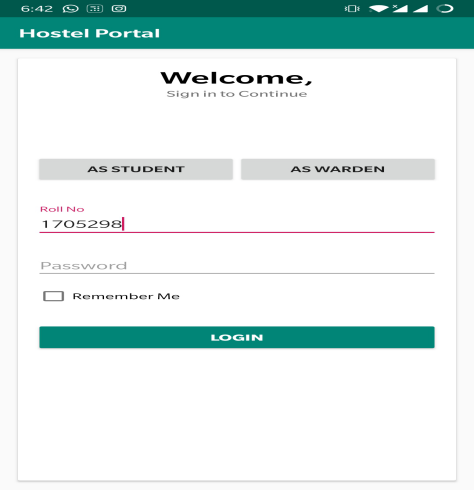 6:42
Hostel Portal
Welcome,
Sign in to Continue
AS STUDENT AS WARDEN
Roll No
1705298
Password
Remember Me
LOGIN